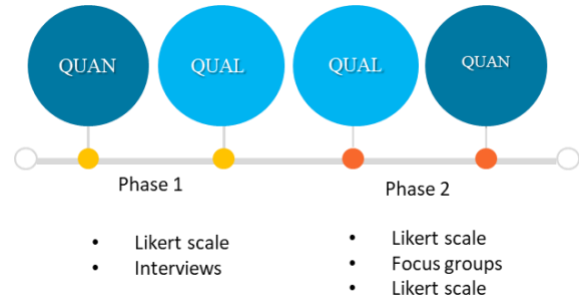 QUAN
QUAL
QUAL
QUAN
Phase 1
Phase 2
• Likert scale
• Interviews
• Likert scale
• Focus groups
• Likert scale